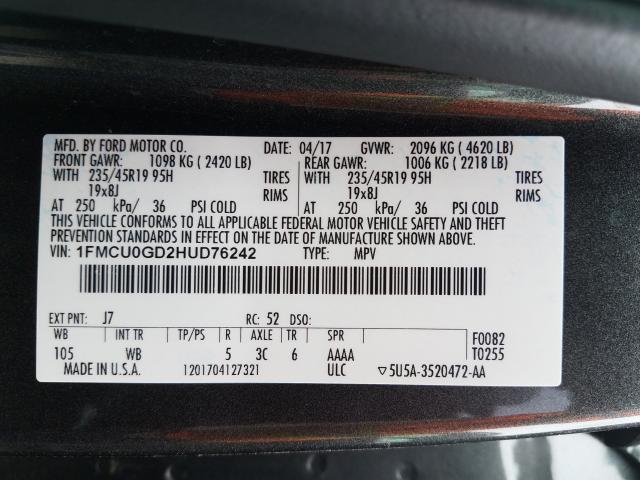 MFD. BY FORD MOTOR CO. DATE: 04/17 GVWR: 2096 KG ( 4620 LB)
FRONT GAWR: 1098 KG ( 2420 LB) REAR GAWR: 1006 KG ( 2218 LB)
WITH 235/45R19 95H TIRES WITH 235/45R19 95H TIRES
19x8J RIMS 19x8J RIMS
AT 250 kPa/ 36 PSI COLD AT 250 kPa/ 36 PSI COLD
THIS VEHICLE CONFORMS TO ALL APPLICABLE FEDERAL MOTOR VEHICLE SAFETY AND THEFT
PREVENTION STANDARDS IN EFFECT ON THE DATE OF MANUFACTURE SHOWN ABOVE.
VIN: 1FMCU0GD2HUD76242 TYPE: MPV
EXT PNT: J7 RC: 52 DSO:
WB INT TR TP/PS R AXLE TR SPR F0082
105 WB 5 3C 6 AAAA T0255
MADE IN U.S.A. 1201704127321 ULC ▽5U5A-3520472-AA